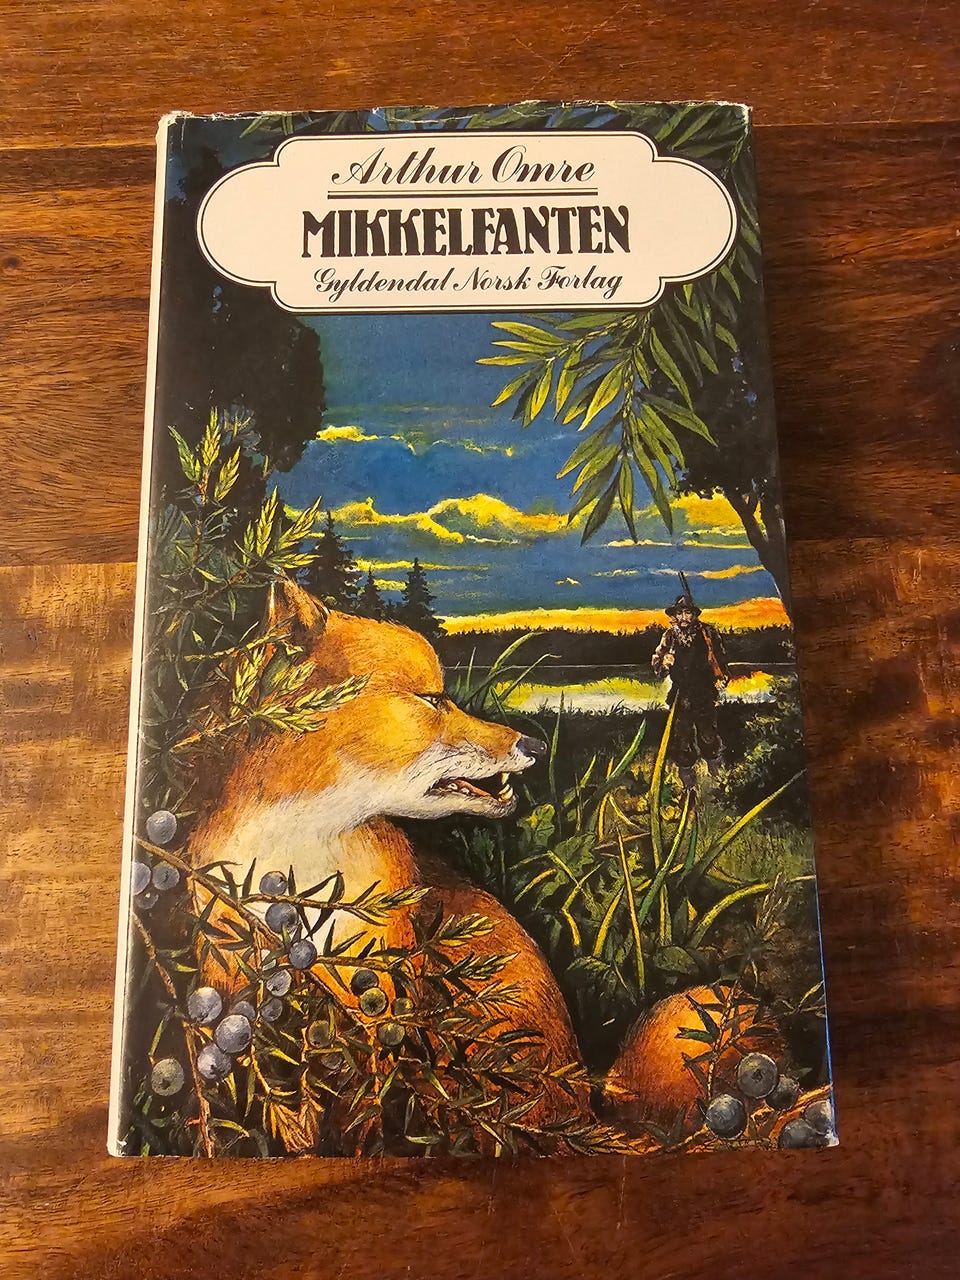 Arthur Omre
MIKKELFANTEN
Gyldendal Norsk Forlag